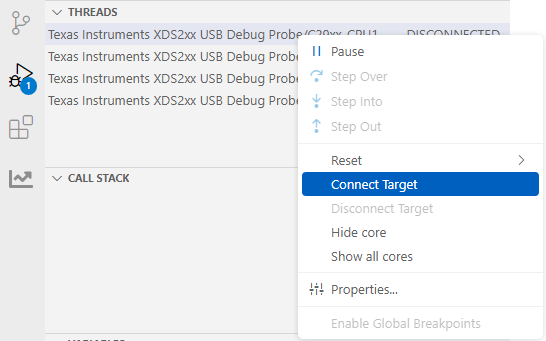 THREADS
Texas Instruments XDS2xx USB Debug Probe/C29xx_CPU1 DISCONNECTED
Texas Instruments XDS2xx USB Debug Probe
Texas Instruments XDS2xx USB Debug Probe
Texas Instruments XDS2xx USB Debug Probe
1
CALL STACK
Pause
Step Over
Step Into
Step Out
Reset
Connect Target
Disconnect Target
Hide core
Show all cores
Properties...
Enable Global Breakpoints
VARIABLES